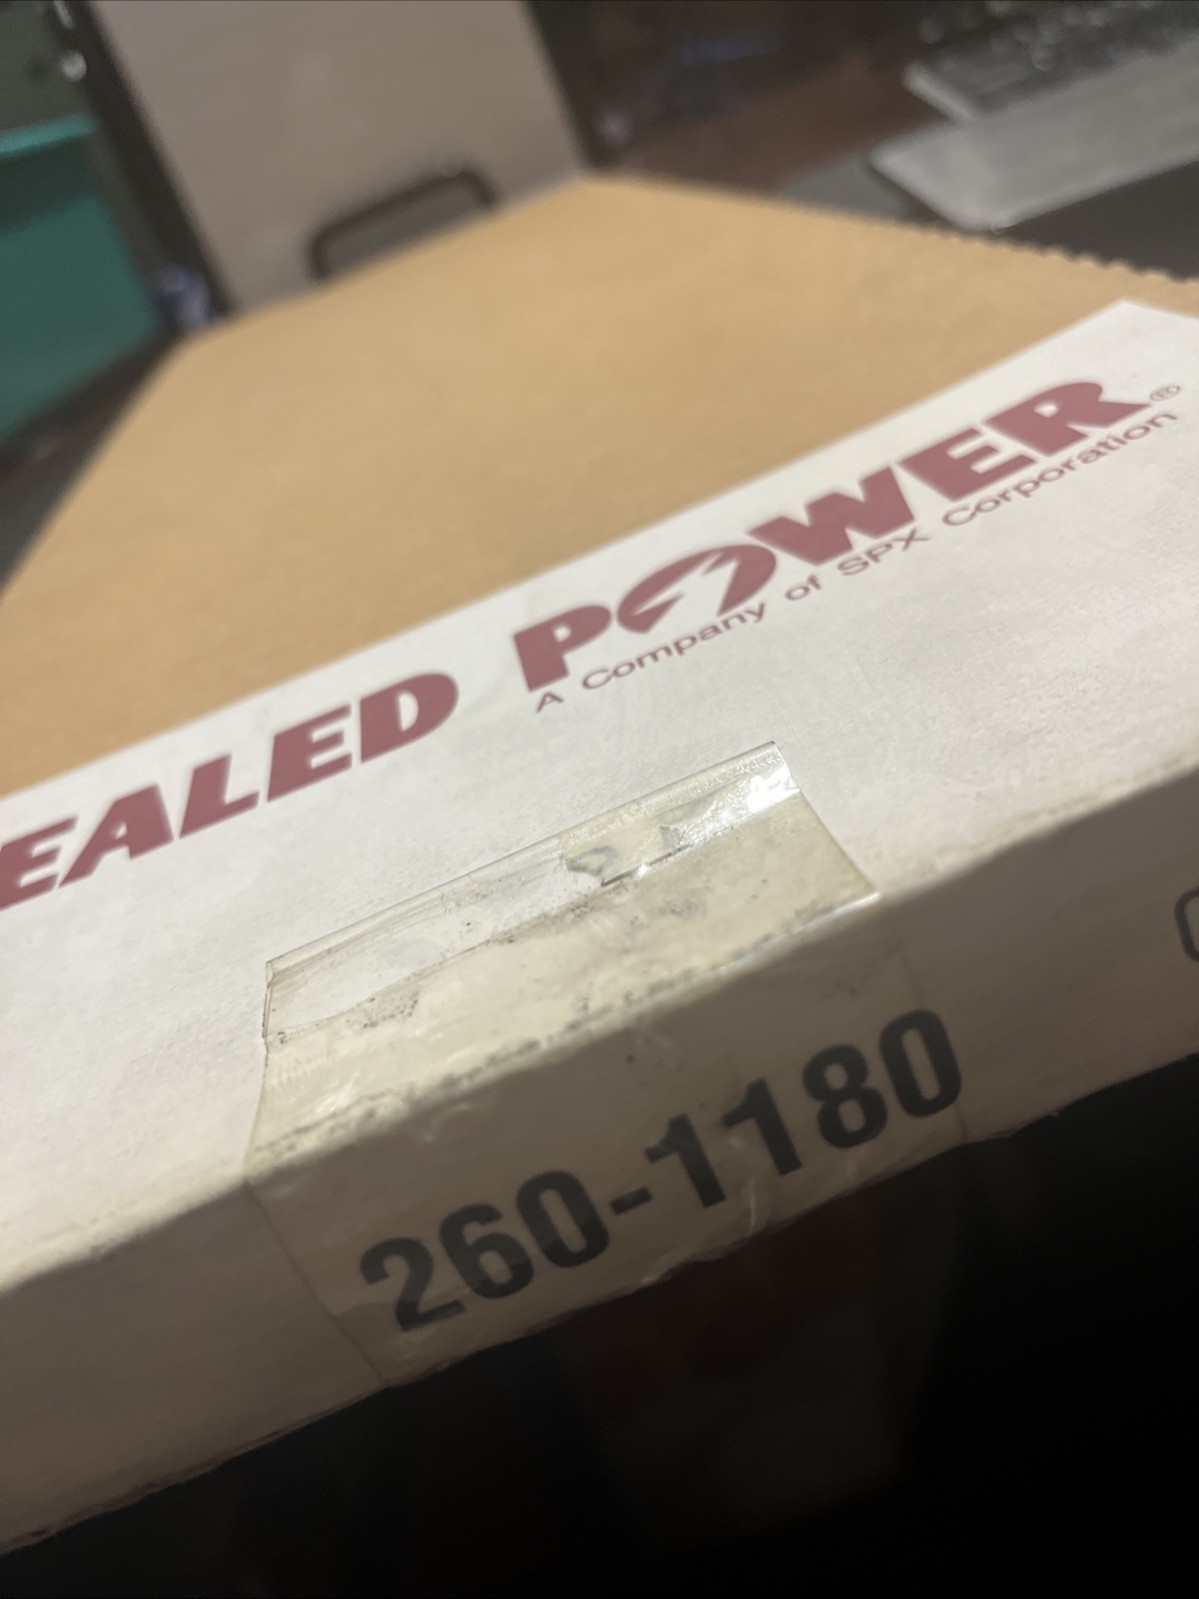 EALED POWER®
A Company of SPX Corporation
260-1180